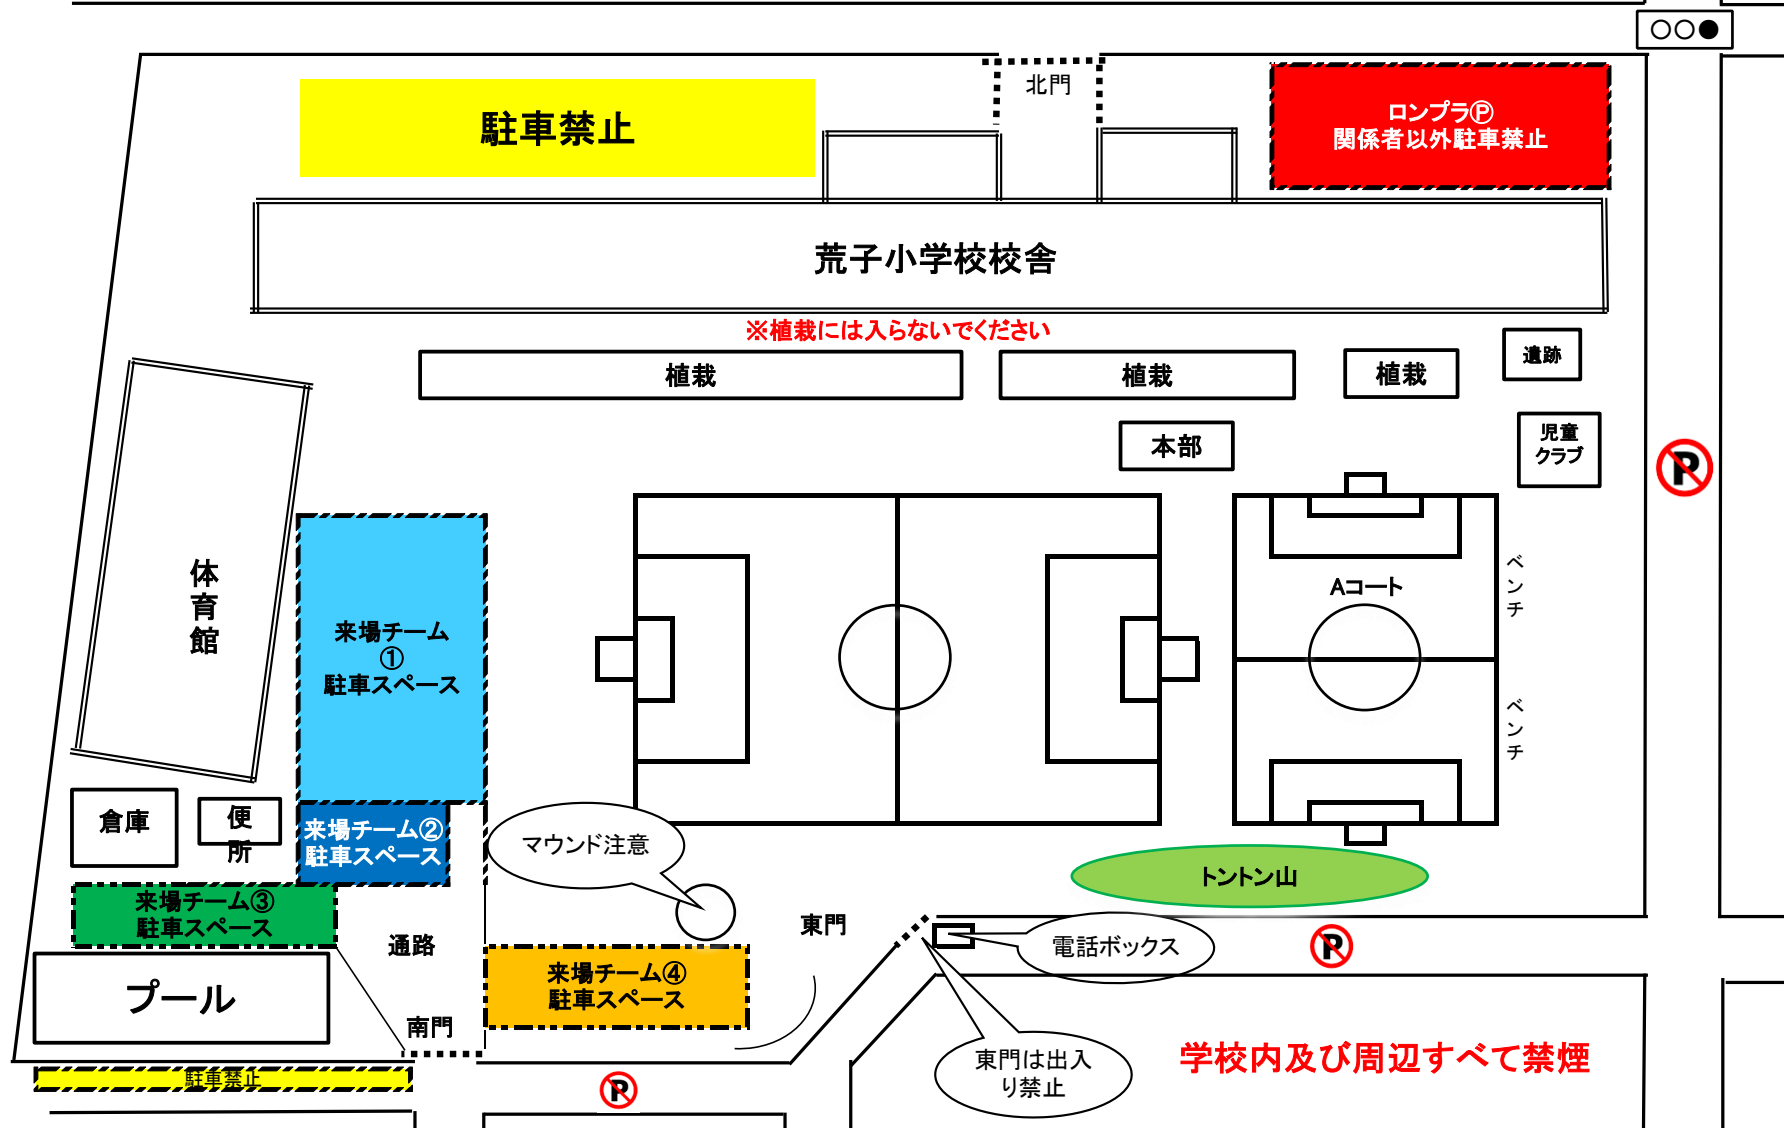 北門
駐車禁止
ロンプラⓅ
関係者以外駐車禁止
荒子小学校校舎
※植栽には入らないでください
植栽
植栽
植栽
遺跡
本部
児童
クラブ
体
育
館
来場チーム
①
駐車スペース
Aコート
ベ
ン
チ
ベ
ン
チ
倉庫
便
所
来場チーム②
駐車スペース
マウンド注意
トントン山
来場チーム③
駐車スペース
通路
東門
電話ボックス
P
P
来場チーム④
駐車スペース
プール
南門
東門は出入
り禁止
学校内及び周辺すべて禁煙
駐車禁止
P